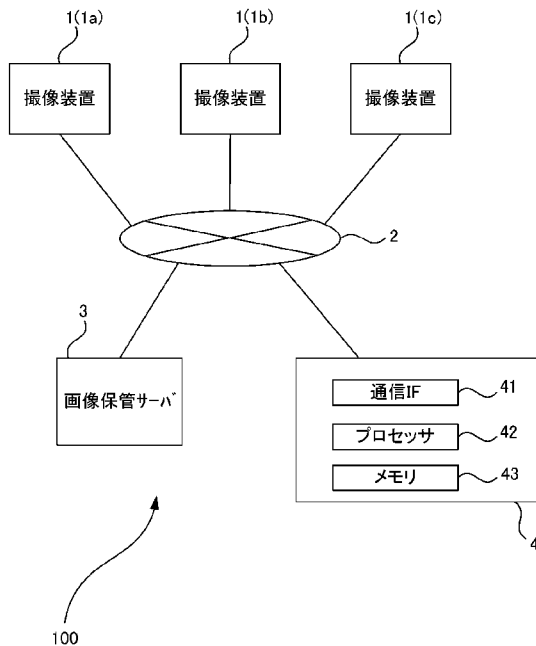 1(1a)
1(1b)
1(1c)
撮像装置
撮像装置
撮像装置
2
3
画像保管サーバ
通信IF
41
プロセッサ
42
メモリ
43
4
100